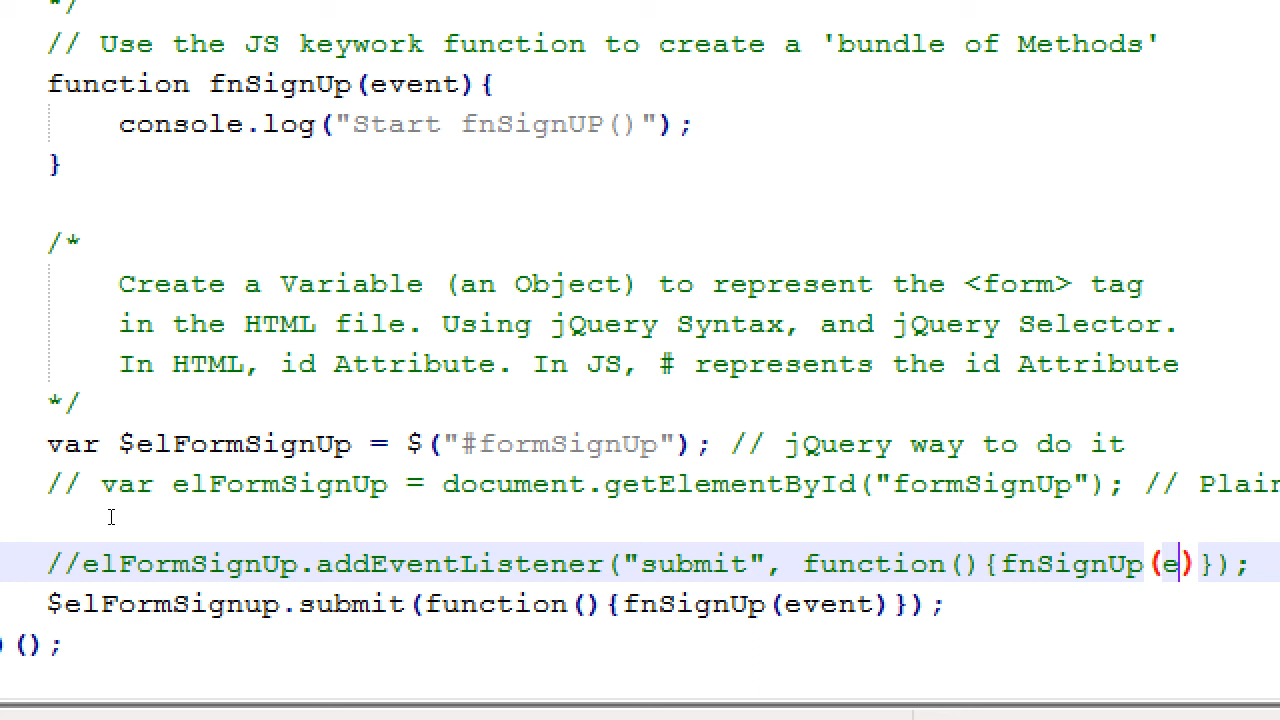 */
// Use the JS keywork function to create a 'bundle of Methods'
function fnSignUp(event){
console.log("Start fnSignUP()");
}
/*
Create a Variable (an Object) to represent the <form> tag
in the HTML file. Using jQuery Syntax, and jQuery Selector.
In HTML, id Attribute. In JS, # represents the id Attribute
*/
var $elFormSignUp = $("#formSignUp"); // jQuery way to do it
// var elFormSignUp = document.getElementById("formSignUp"); // Plain
//elFormSignUp.addEventListener("submit", function(){fnSignUp(e)});
$elFormSignup.submit(function(){fnSignUp(event)});
)();